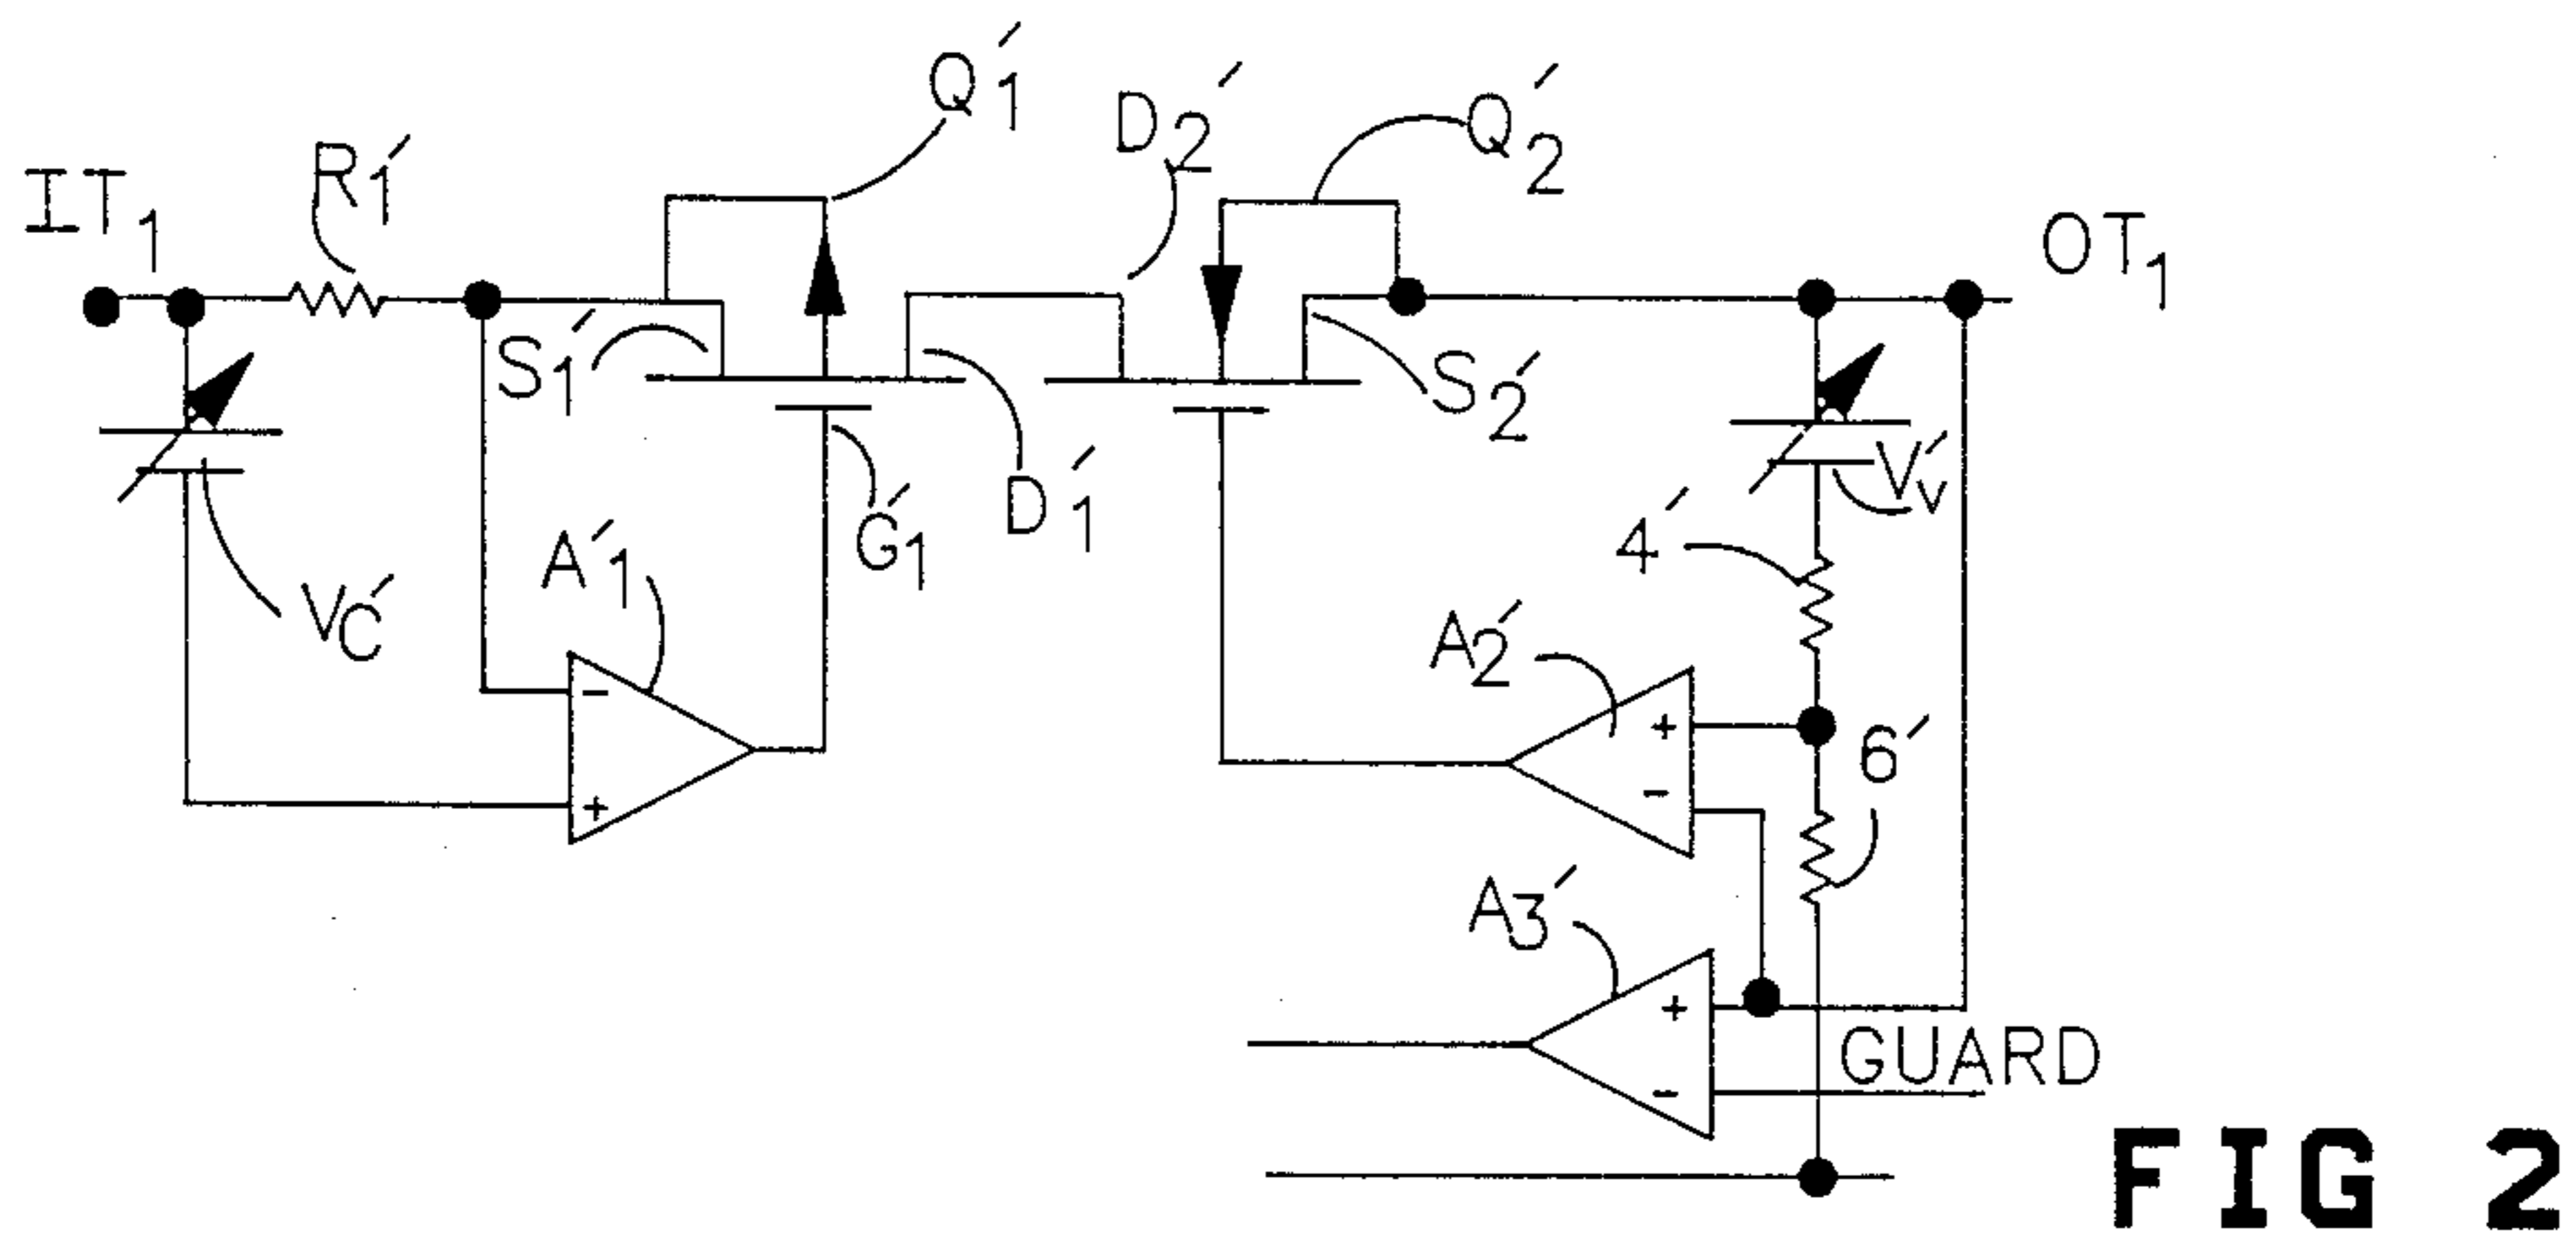 IT1
R1′
Q1′
D2′
Q2′
OT1
S1′
G1′
D1′
S2′
VC′
A1′
VV′
4′
A2′
6′
A3′
−
+
+
−
+
−
GUARD
FIG 2